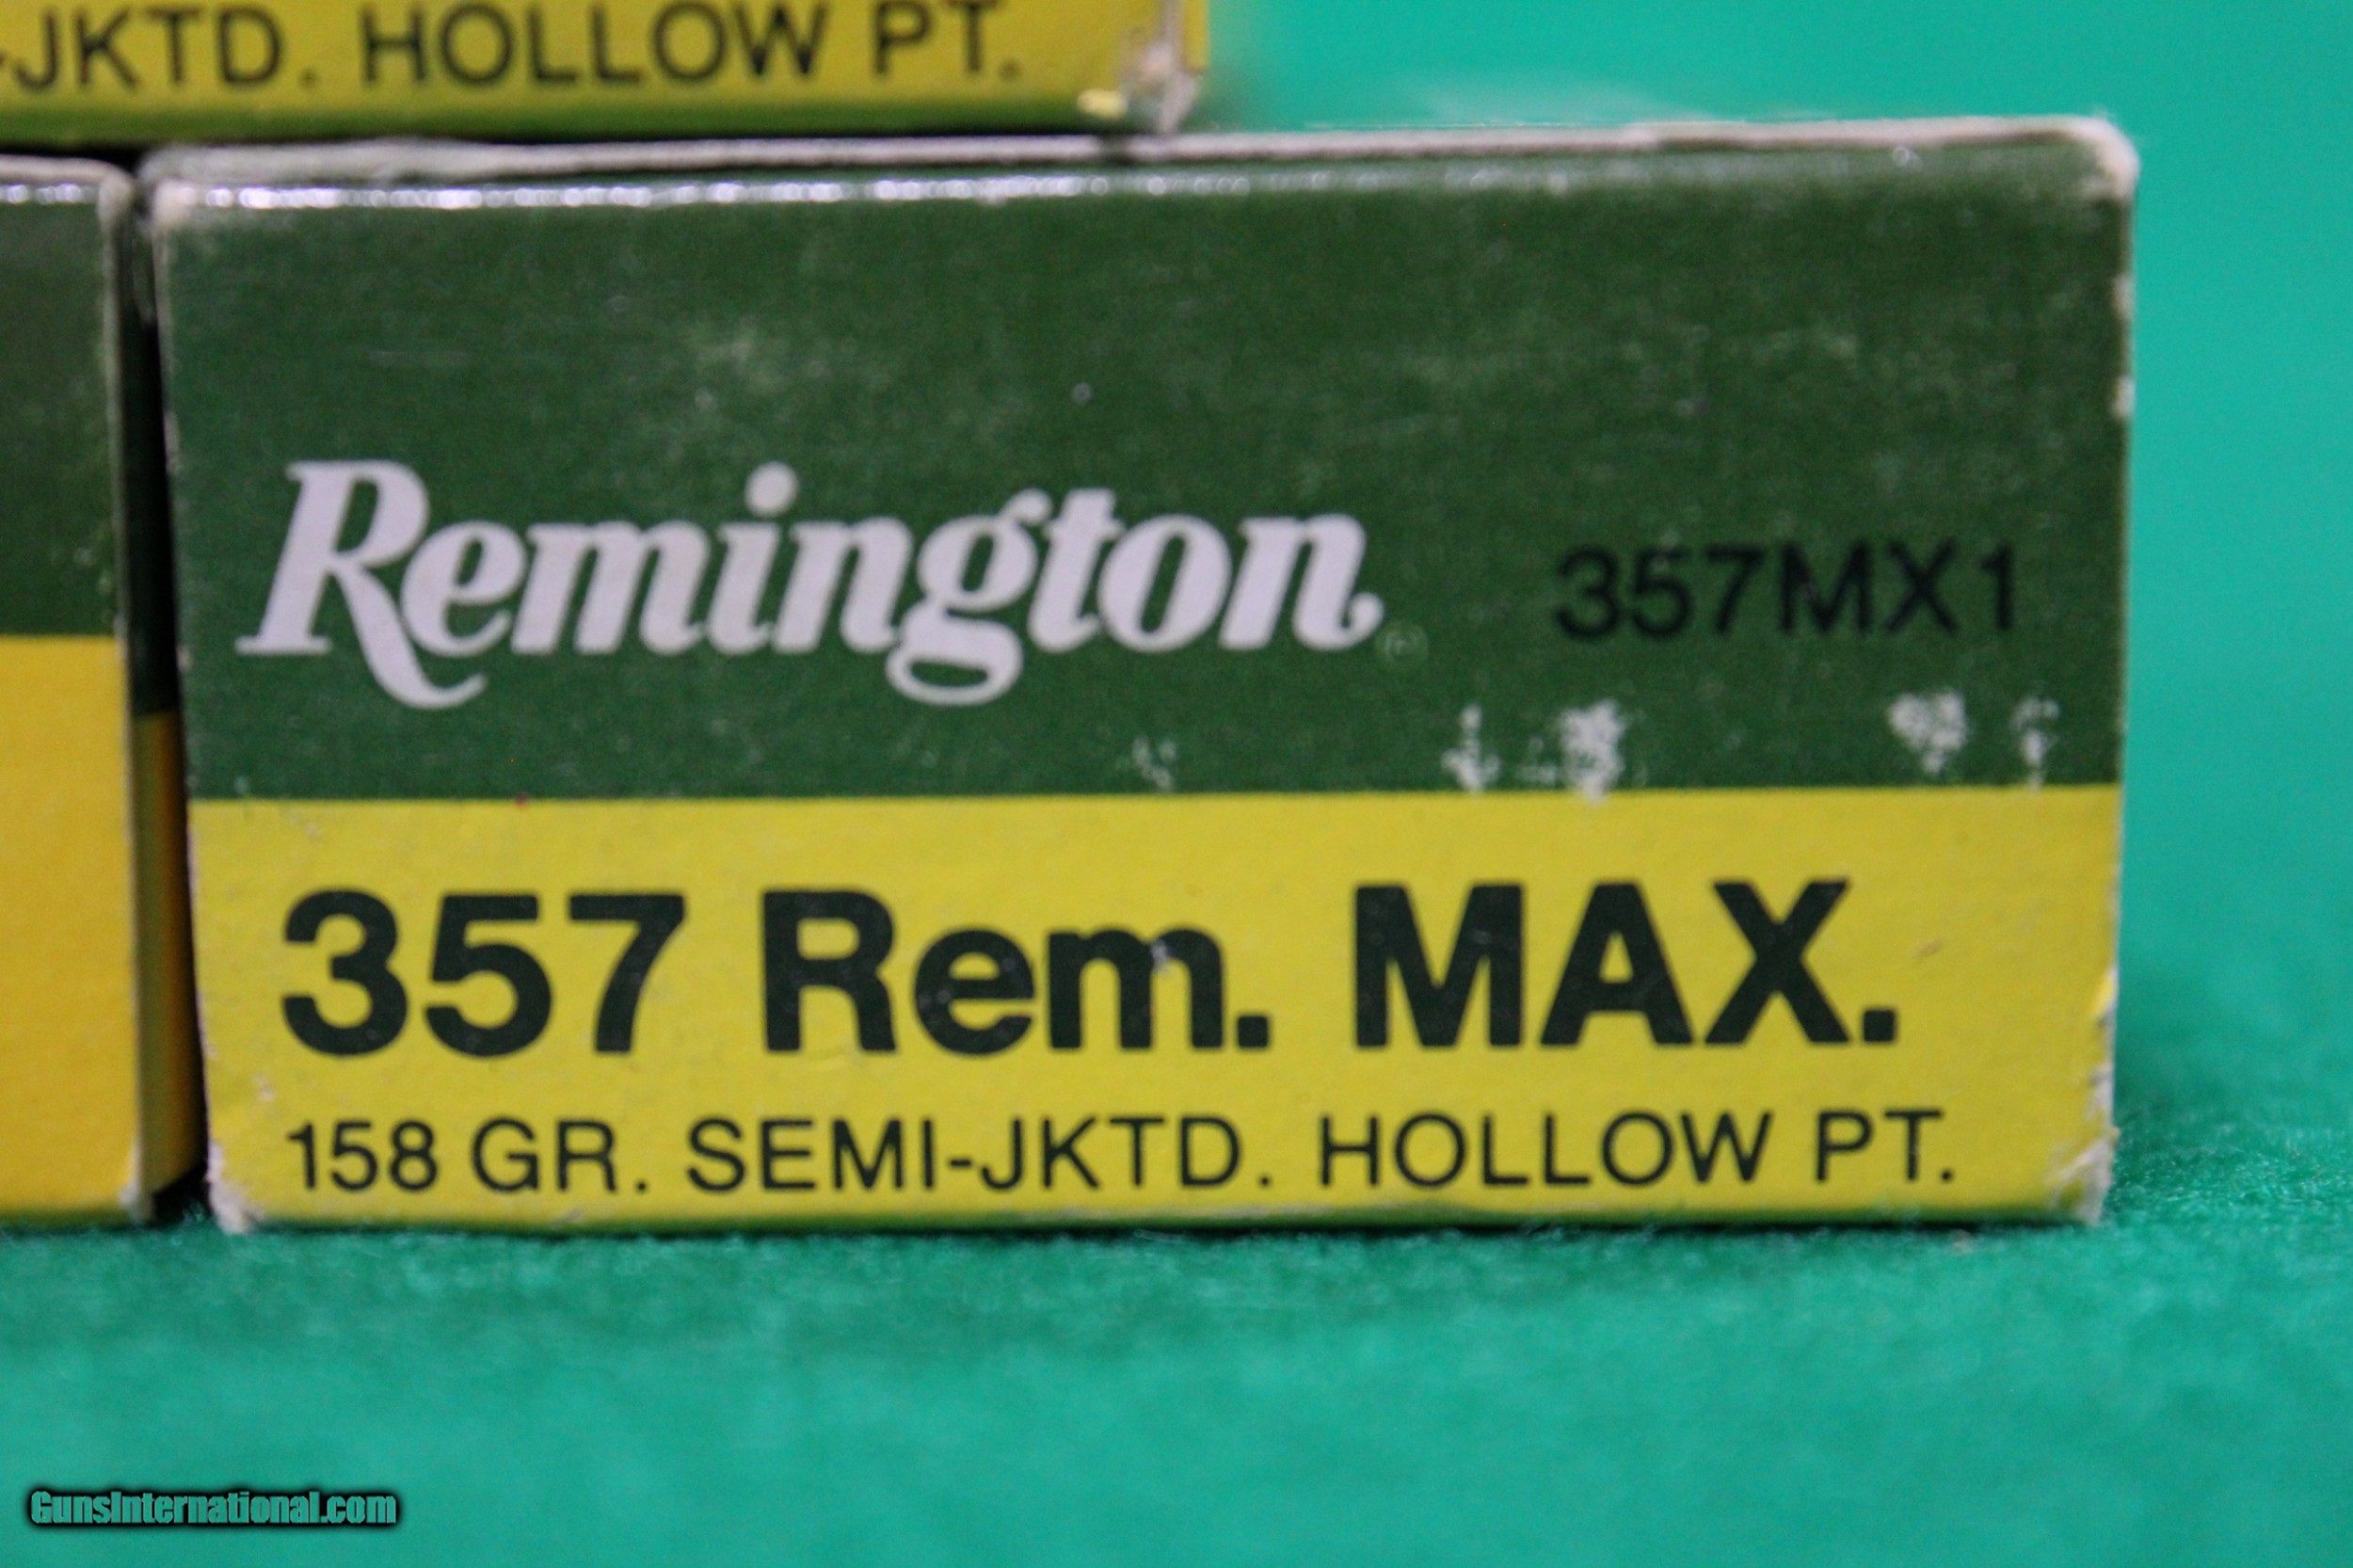 -JKTD. HOLLOW PT.
Remington 357MX1
357 Rem. MAX.
158 GR. SEMI-JKTD. HOLLOW PT.
GunsInternational.com